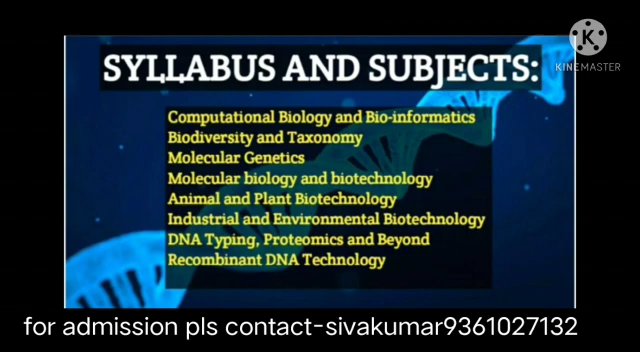 SYLLABUS AND SUBJECTS:
KINEMASTER
Computational Biology and Bio-informatics
Biodiversity and Taxonomy
Molecular Genetics
Molecular biology and biotechnology
Animal and Plant Biotechnology
Industrial and Environmental Biotechnology
DNA Typing, Proteomics and Beyond
Recombinant DNA Technology
for admission pls contact-sivakumar9361027132